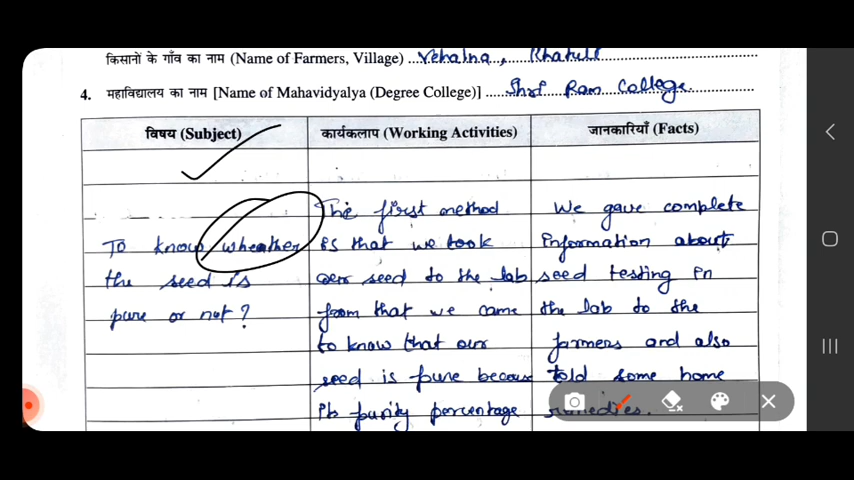 किसानों के गाँव का नाम (Name of Farmers, Village) Vehalna, Khatuli
4. महाविद्यालय का नाम [Name of Mahavidyalya (Degree College)] Shri Ram College
विषय (Subject) कार्यकलाप (Working Activities) जानकारियाँ (Facts)
The first method We gave complete
To know wheather is that we took information about
the seed is our seed to the lab seed testing in
pure or not? from that we came the lab to the
to know that our farmers and also
seed is pure because told some home
its purity percentage remedies.